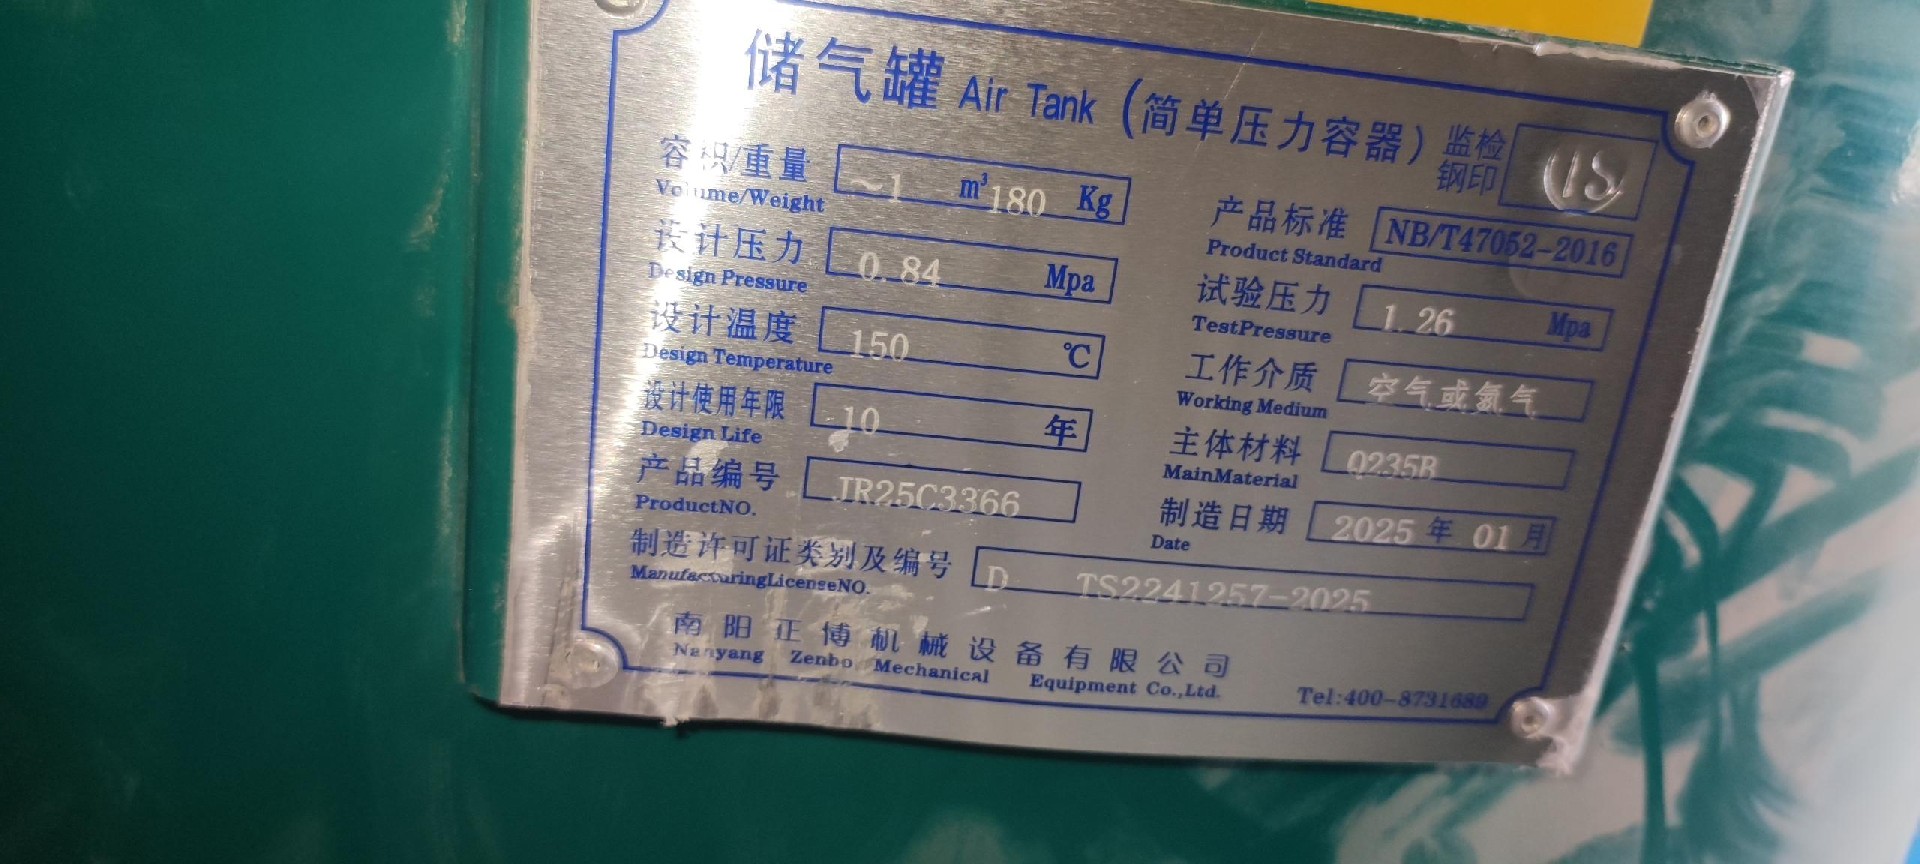 储气罐 Air Tank (简单压力容器) 监检钢印
容积/重量 ~1 m³ 180 Kg
Volume/Weight
产品标准 NB/T47052-2016
Product Standard
设计压力 0.84 Mpa
Design Pressure
试验压力 1.26 Mpa
TestPressure
设计温度 150 ℃
Design Temperature
工作介质 空气或氮气
Working Medium
设计使用年限 10 年
Design Life
主体材料 Q235B
MainMaterial
产品编号 JR25C3366
ProductNO.
制造日期 2025 年 01 月
Date
制造许可证类别及编号 D TS2241257-2025
ManufacturingLicenseNO.
南阳正博机械设备有限公司
Nanyang Zenbo Mechanical Equipment Co.,Ltd. Tel:400-8731689